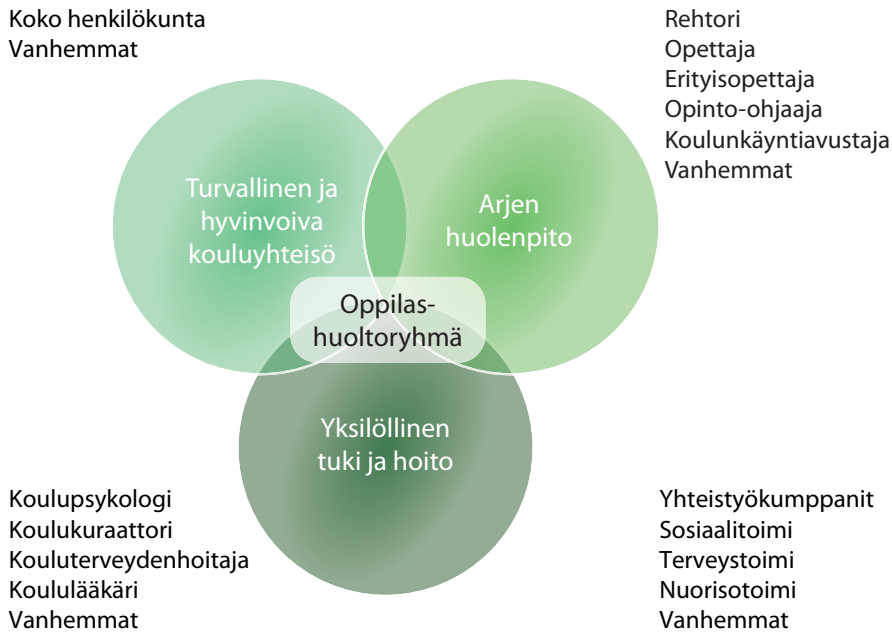 Koko henkilökunta
Vanhemmat
Rehtori
Opettaja
Erityisopettaja
Opinto-ohjaaja
Koulunkäyntiavustaja
Vanhemmat
Turvallinen ja
hyvinvoiva
kouluyhteisö
Arjen
huolenpito
Oppilas-
huoltoryhmä
Yksilöllinen
tuki ja hoito
Koulupsykologi
Koulukuraattori
Kouluterveydenhoitaja
Koululääkäri
Vanhemmat
Yhteistyökumppanit
Sosiaalitoimi
Terveystoimi
Nuorisotoimi
Vanhemmat